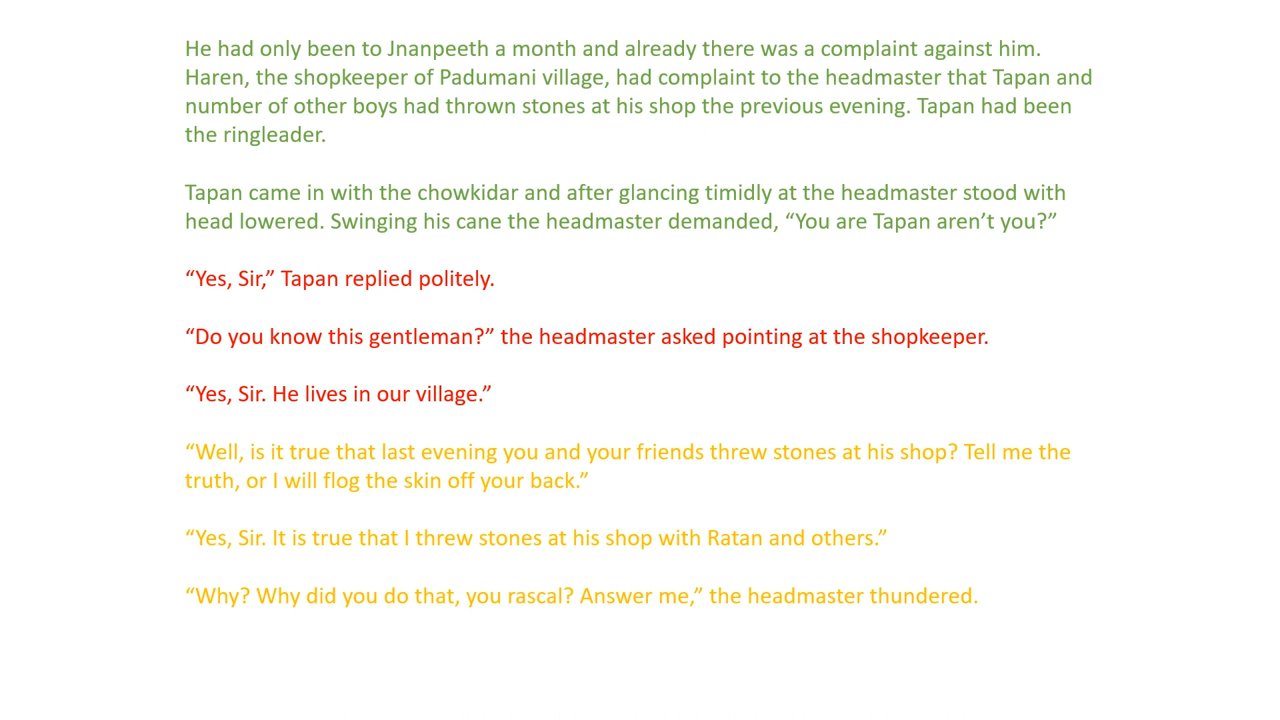 He had only been to Jnanpeeth a month and already there was a complaint against him.
Haren, the shopkeeper of Padumani village, had complaint to the headmaster that Tapan and
number of other boys had thrown stones at his shop the previous evening. Tapan had been
the ringleader.
Tapan came in with the chowkidar and after glancing timidly at the headmaster stood with
head lowered. Swinging his cane the headmaster demanded, “You are Tapan aren’t you?”
“Yes, Sir,” Tapan replied politely.
“Do you know this gentleman?” the headmaster asked pointing at the shopkeeper.
“Yes, Sir. He lives in our village.”
“Well, is it true that last evening you and your friends threw stones at his shop? Tell me the
truth, or I will flog the skin off your back.”
“Yes, Sir. It is true that I threw stones at his shop with Ratan and others.”
“Why? Why did you do that, you rascal? Answer me,” the headmaster thundered.